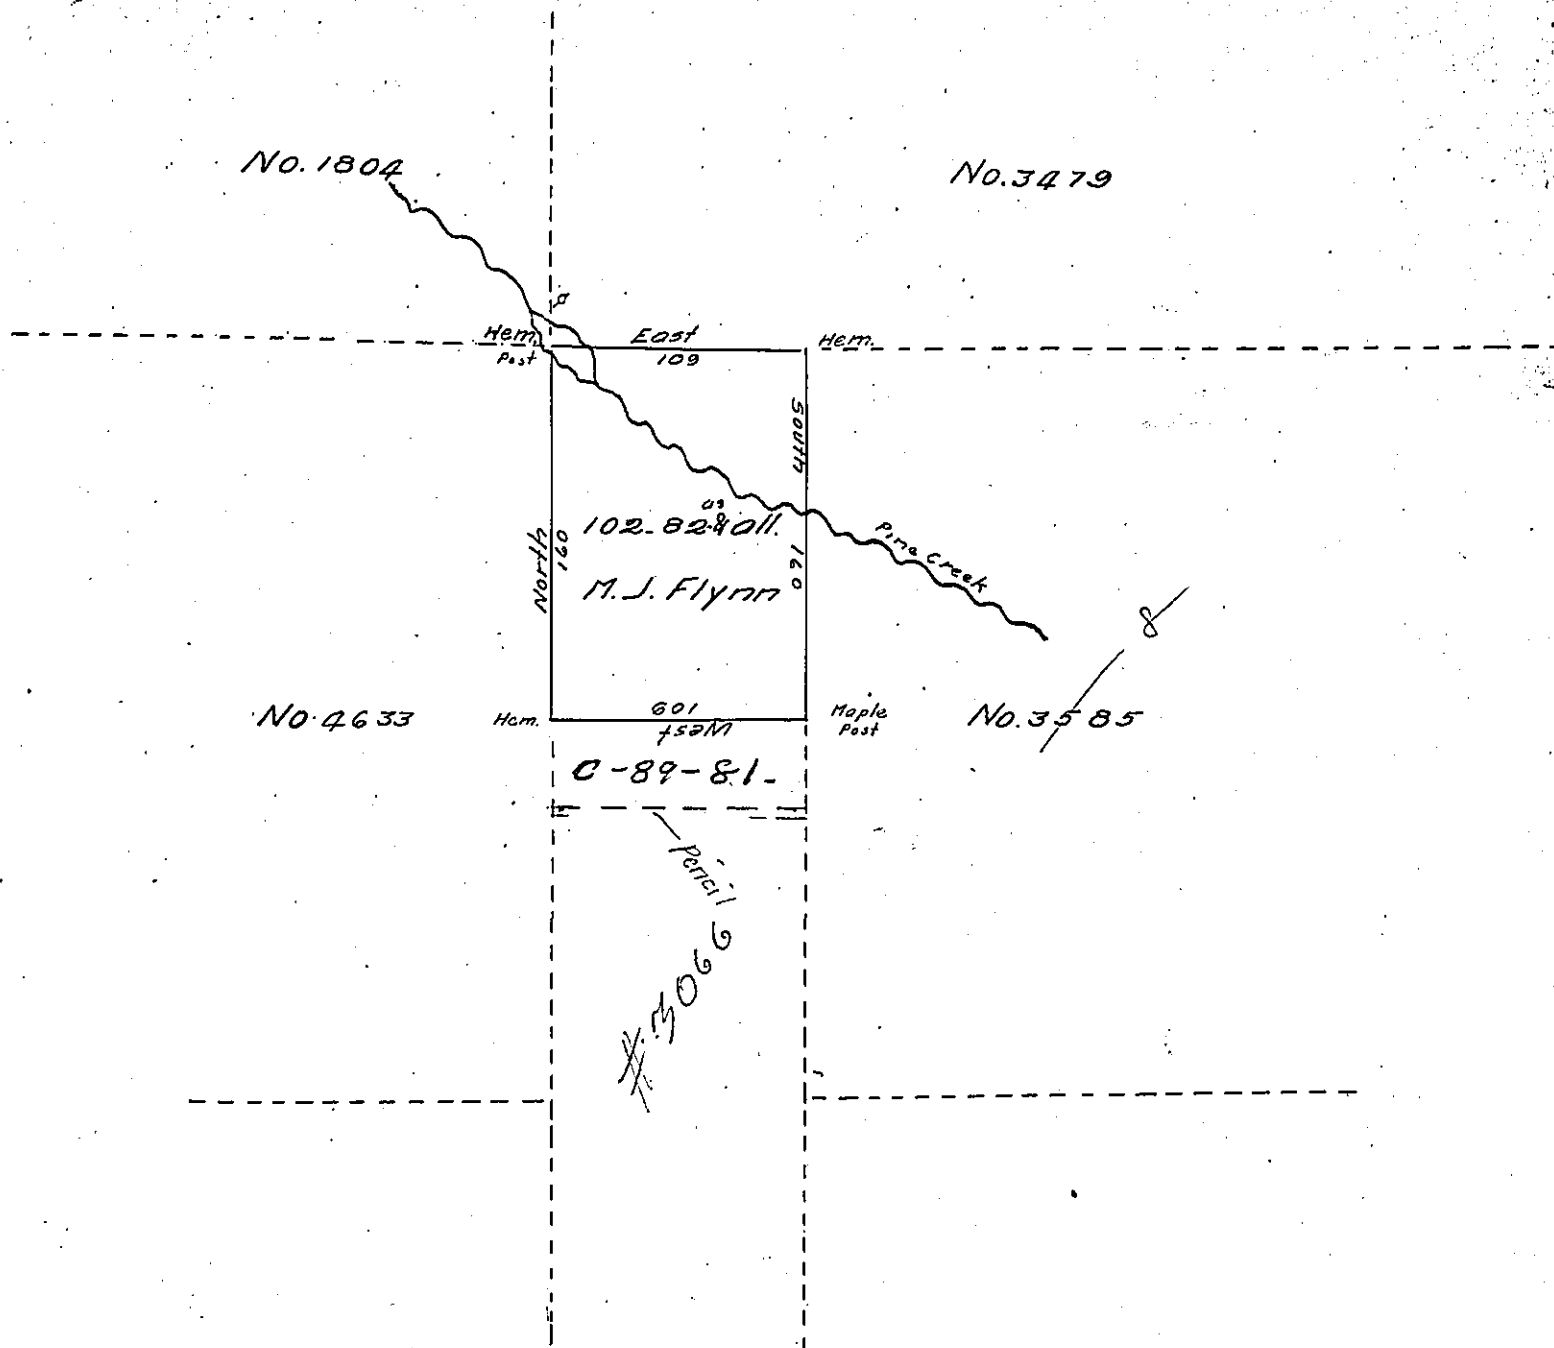 No. 1804
No. 3479
Hem.
Post
East
109
Hem.
South
160
North
160
102-82 as & all.
M. J. Flynn
Pine Creek
8
No. 4633
Hem.
109
West
Maple
Post
No. 3585
C-89-81-
Pencil
#. 3066